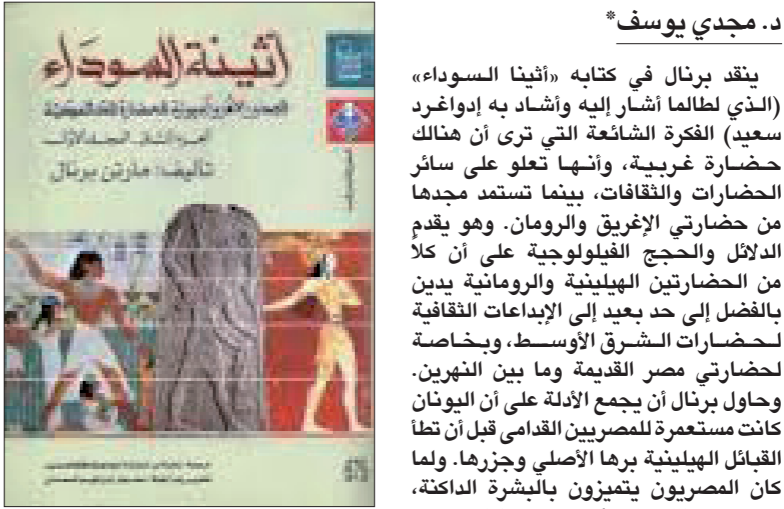 د. مجدي يوسف*
ينقد برنال في كتابه «أثينا السوداء»
(الذي لطالما أشار إليه وأشاد به إدواغرد
سعيد) الفكرة الشائعة التي ترى أن هنالك
حضارة غربية، وأنها تعلو على سائر
الحضارات والثقافات، بينما تستمد مجدها
من حضارتي الإغريق والرومان. وهو يقدم
الدلائل والحجج الفيلولوجية على أن كلاً
من الحضارتين الهيلينية والرومانية يدين
بالفضل إلى حد بعيد إلى الإبداعات الثقافية
لحضارات الشرق الأوسط، وبخاصة
لحضارتي مصر القديمة وما بين النهرين.
وحاول برنال أن يجمع الأدلة على أن اليونان
كانت مستعمرة للمصريين القدامى قبل أن تطأ
القبائل الهيلينية برها الأصلي وجزرها. ولما
كان المصريون يتميزون بالبشرة الداكنة،
أثينة السوداء
تأليف: مارتن برنال